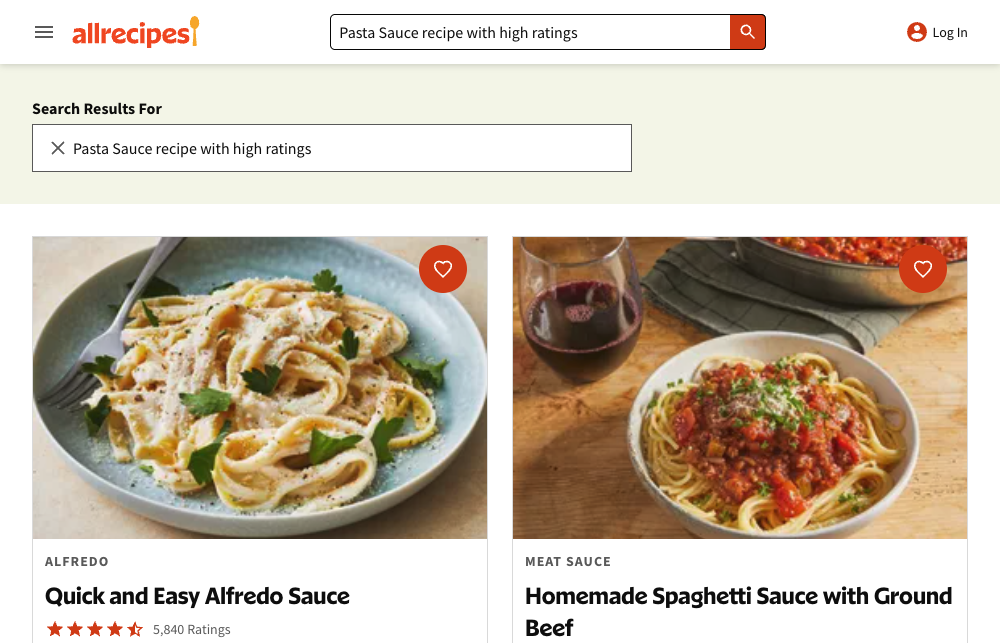 allrecipes
Pasta Sauce recipe with high ratings
Log In
Search Results For
Pasta Sauce recipe with high ratings
ALFREDO
Quick and Easy Alfredo Sauce
5,840 Ratings
MEAT SAUCE
Homemade Spaghetti Sauce with Ground
Beef